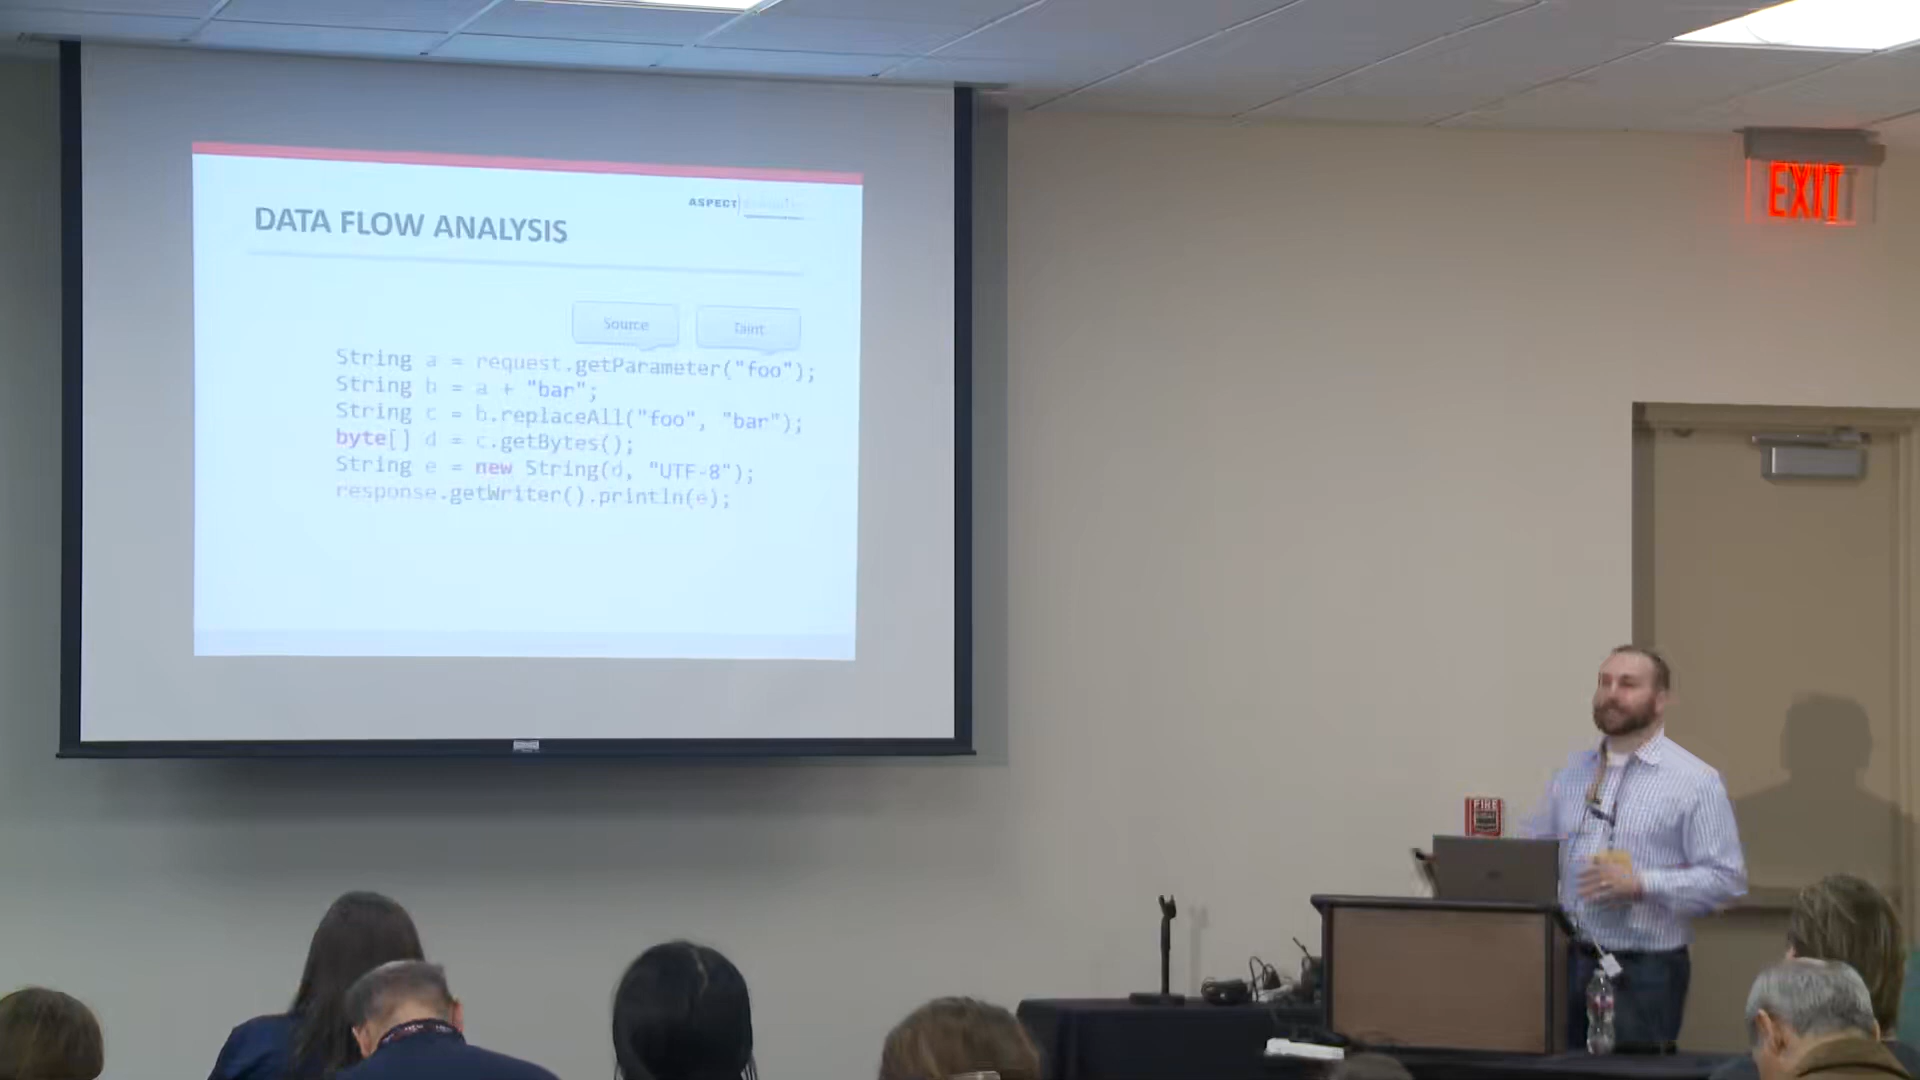 ASPECT
DATA FLOW ANALYSIS
Source
Taint
String a = request.getParameter("foo");
String b = a + "bar";
String c = b.replaceAll("foo", "bar");
byte[] d = c.getBytes();
String e = new String(d, "UTF-8");
response.getWriter().println(e);
EXIT
FIRE